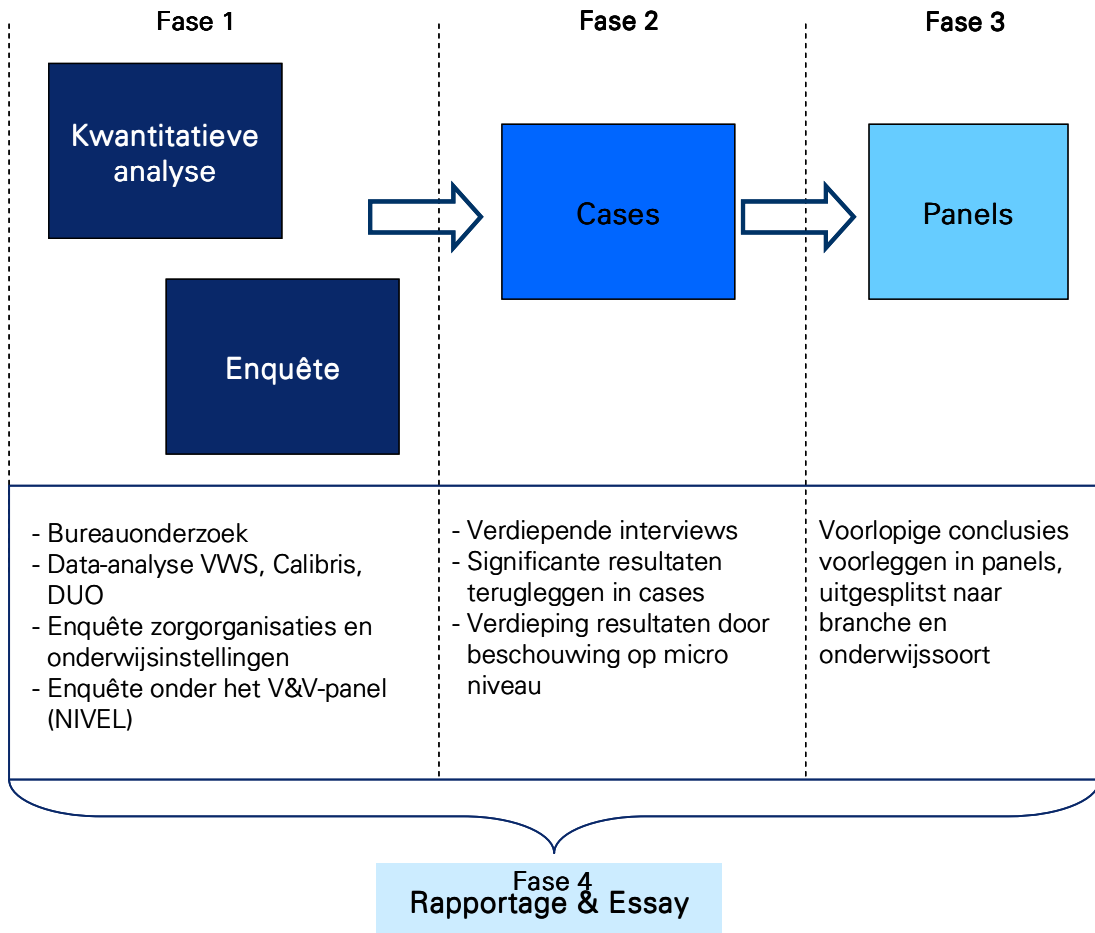 Fase 1
Fase 2
Fase 3
Kwantitatieve
analyse
Enquête
Cases
Panels
- Bureauonderzoek
- Data-analyse VWS, Calibris,
DUO
- Enquête zorgorganisaties en
onderwijsinstellingen
- Enquête onder het V&V-panel
(NIVEL)
- Verdiepende interviews
- Significante resultaten
terugleggen in cases
- Verdieping resultaten door
beschouwing op micro
niveau
Voorlopige conclusies
voorleggen in panels,
uitgesplitst naar
branche en
onderwijssoort
Fase 4
Rapportage & Essay